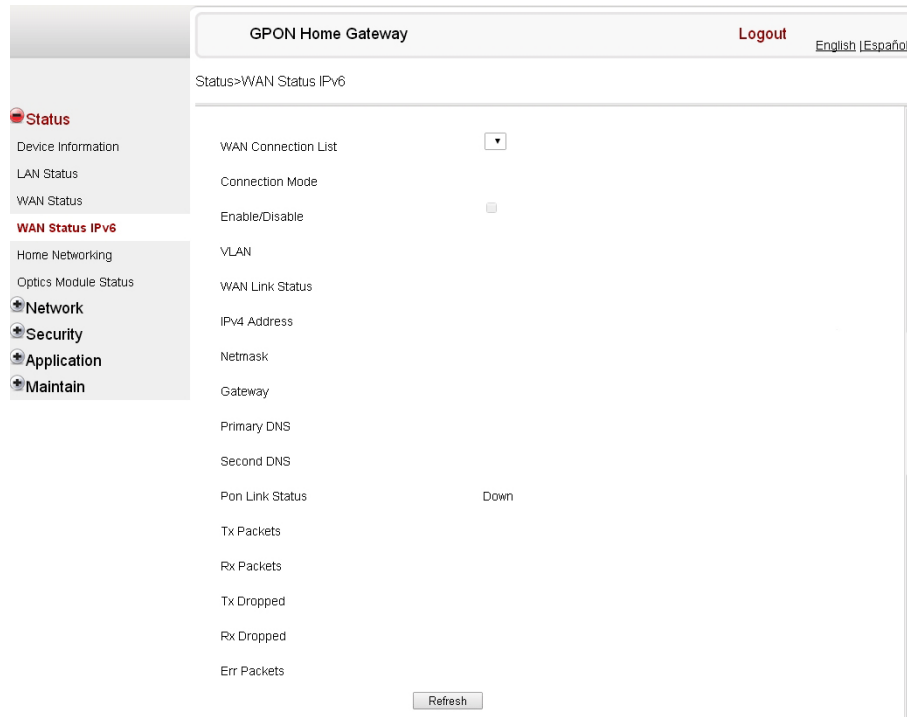 GPON Home Gateway
Logout
English | Español
Status>WAN Status IPv6
Status
Device Information
LAN Status
WAN Status
WAN Status IPv6
Home Networking
Optics Module Status
Network
Security
Application
Maintain
WAN Connection List
Connection Mode
Enable/Disable
VLAN
WAN Link Status
IPv4 Address
Netmask
Gateway
Primary DNS
Second DNS
Pon Link Status Down
Tx Packets
Rx Packets
Tx Dropped
Rx Dropped
Err Packets
Refresh